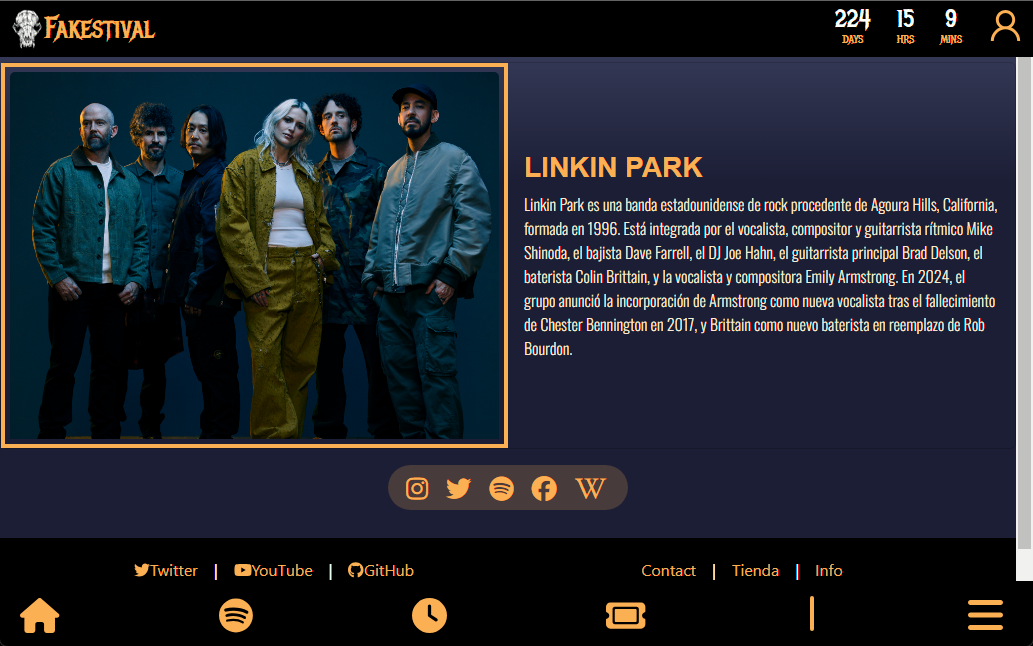 FAKESTIVAL
224 15 9
DAYS HRS MINS
LINKIN PARK
Linkin Park es una banda estadounidense de rock procedente de Agoura Hills, California,
formada en 1996. Está integrada por el vocalista, compositor y guitarrista rítmico Mike
Shinoda, el bajista Dave Farrell, el DJ Joe Hahn, el guitarrista principal Brad Delson, el
baterista Colin Brittain, y la vocalista y compositora Emily Armstrong. En 2024, el
grupo anunció la incorporación de Armstrong como nueva vocalista tras el fallecimiento
de Chester Bennington en 2017, y Brittain como nuevo baterista en reemplazo de Rob
Bourdon.
W
Twitter | YouTube | GitHub Contact | Tienda | Info